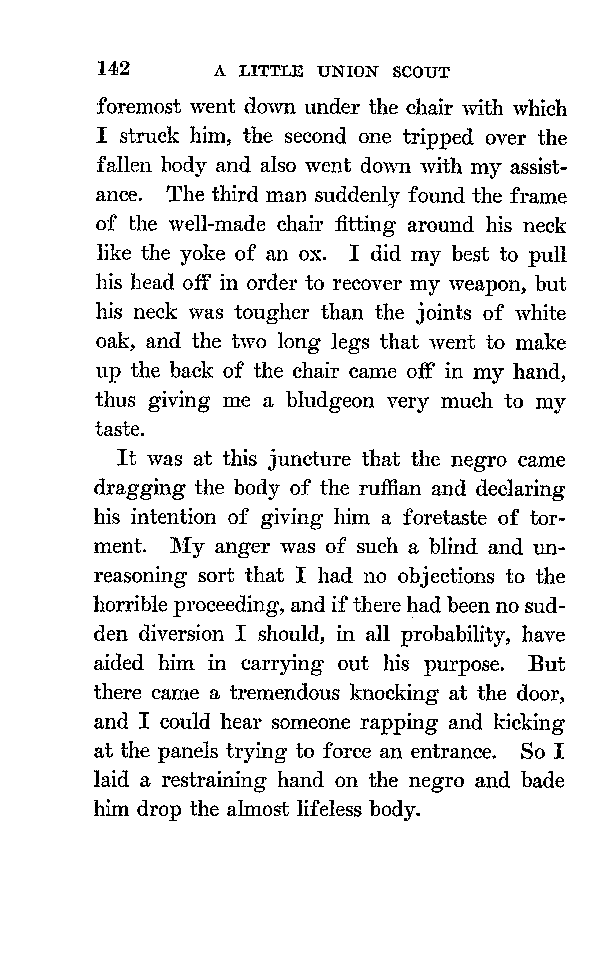 142 A LITTLE UNION SCOUT
foremost went down under the chair with which
I struck him, the second one tripped over the
fallen body and also went down with my assist-
ance. The third man suddenly found the frame
of the well-made chair fitting around his neck
like the yoke of an ox. I did my best to pull
his head off in order to recover my weapon, but
his neck was tougher than the joints of white
oak, and the two long legs that went to make
up the back of the chair came off in my hand,
thus giving me a bludgeon very much to my
taste.
It was at this juncture that the negro came
dragging the body of the ruffian and declaring
his intention of giving him a foretaste of tor-
ment. My anger was of such a blind and un-
reasoning sort that I had no objections to the
horrible proceeding, and if there had been no sud-
den diversion I should, in all probability, have
aided him in carrying out his purpose. But
there came a tremendous knocking at the door,
and I could hear someone rapping and kicking
at the panels trying to force an entrance. So I
laid a restraining hand on the negro and bade
him drop the almost lifeless body.